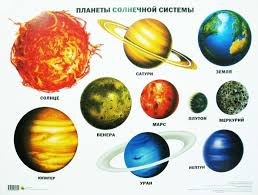 ПЛАНЕТЫ СОЛНЕЧНОЙ СИСТЕМЫ
САТУРН
ЗЕМЛЯ
СОЛНЦЕ
ВЕНЕРА
МАРС
ПЛУТОН
МЕРКУРИЙ
ЮПИТЕР
УРАН
НЕПТУН